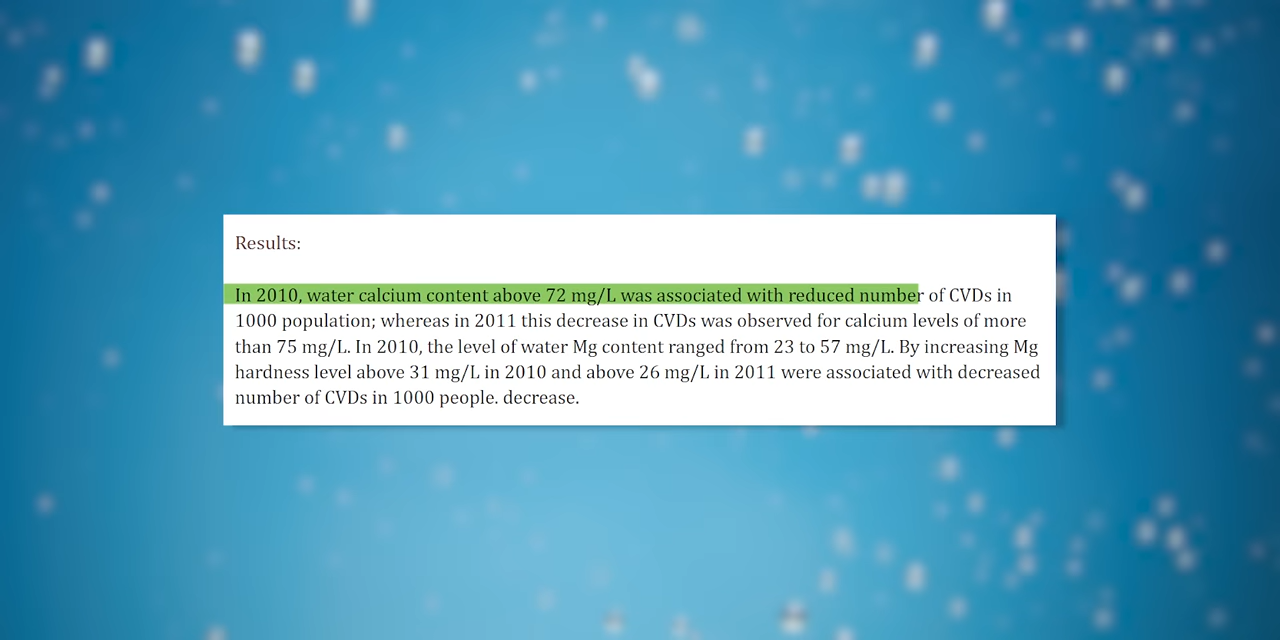 Results:
In 2010, water calcium content above 72 mg/L was associated with reduced number of CVDs in
1000 population; whereas in 2011 this decrease in CVDs was observed for calcium levels of more
than 75 mg/L. In 2010, the level of water Mg content ranged from 23 to 57 mg/L. By increasing Mg
hardness level above 31 mg/L in 2010 and above 26 mg/L in 2011 were associated with decreased
number of CVDs in 1000 people. decrease.